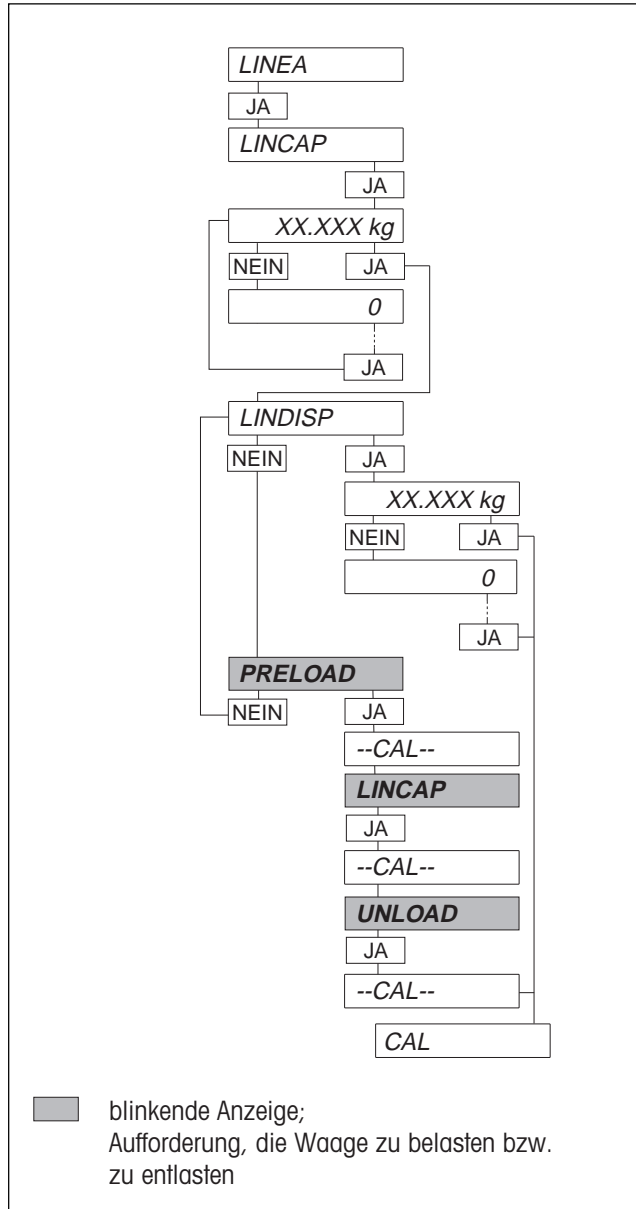 LINEA
JA
LINCAP
JA
XX.XXX kg
NEIN JA
0
JA
LINDISP
NEIN JA
XX.XXX kg
NEIN JA
0
JA
PRELOAD
NEIN JA
--CAL--
LINCAP
JA
--CAL--
UNLOAD
JA
--CAL--
CAL
blinkende Anzeige;
Aufforderung, die Waage zu belasten bzw.
zu entlasten